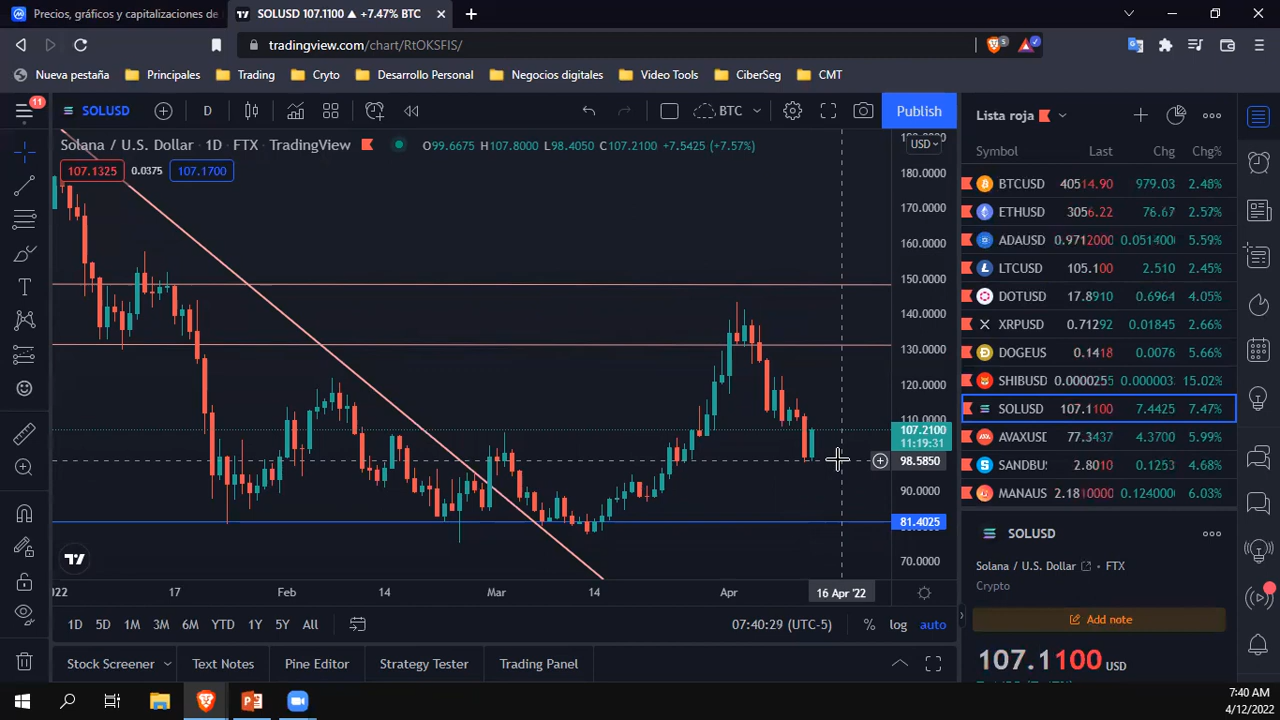 Precios, gráficos y capitalizaciones de
SOLUSD 107.1100 ▲ +7.47% BTC
tradingview.com/chart/RtOKSFIS/
5
Nueva pestaña
Principales
Trading
Cryto
Desarrollo Personal
Negocios digitales
Video Tools
CiberSeg
CMT
11
SOLUSD
D
BTC
Publish
Lista roja
Symbol Last Chg Chg%
Solana / U.S. Dollar · 1D · FTX TradingView
O99.6675 H107.8000 L98.4050 C107.2100 +7.5425 (+7.57%)
107.1325 0.0375 107.1700
USD
180.0000
170.0000
160.0000
150.0000
140.0000
130.0000
120.0000
110.0000
107.2100
11:19:31
98.5850
90.0000
81.4025
70.0000
BTCUSD 40514.90 979.03 2.48%
ETHUSD 3056.22 76.67 2.57%
ADAUSD 0.9712000 0.051400 5.59%
LTCUSD 105.100 2.510 2.45%
DOTUSD 17.8910 0.6964 4.05%
XRPUSD 0.71292 0.01845 2.66%
DOGEUS 0.1418 0.0076 5.66%
SHIBUSD 0.0000255 0.000003 15.02%
SOLUSD 107.1100 7.4425 7.47%
AVAXUSD 77.3437 4.3700 5.99%
SANDBU 2.8010 0.1253 4.68%
MANAUS 2.1810000 0.124000 6.03%
SOLUSD
Solana / U.S. Dollar FTX
Crypto
Add note
107.1100 USD
17 Feb 14 Mar 14 Apr 16 Apr '22
1D 5D 1M 3M 6M YTD 1Y 5Y All
07:40:29 (UTC-5) % log auto
Stock Screener Text Notes Pine Editor Strategy Tester Trading Panel
7:40 AM
4/12/2022